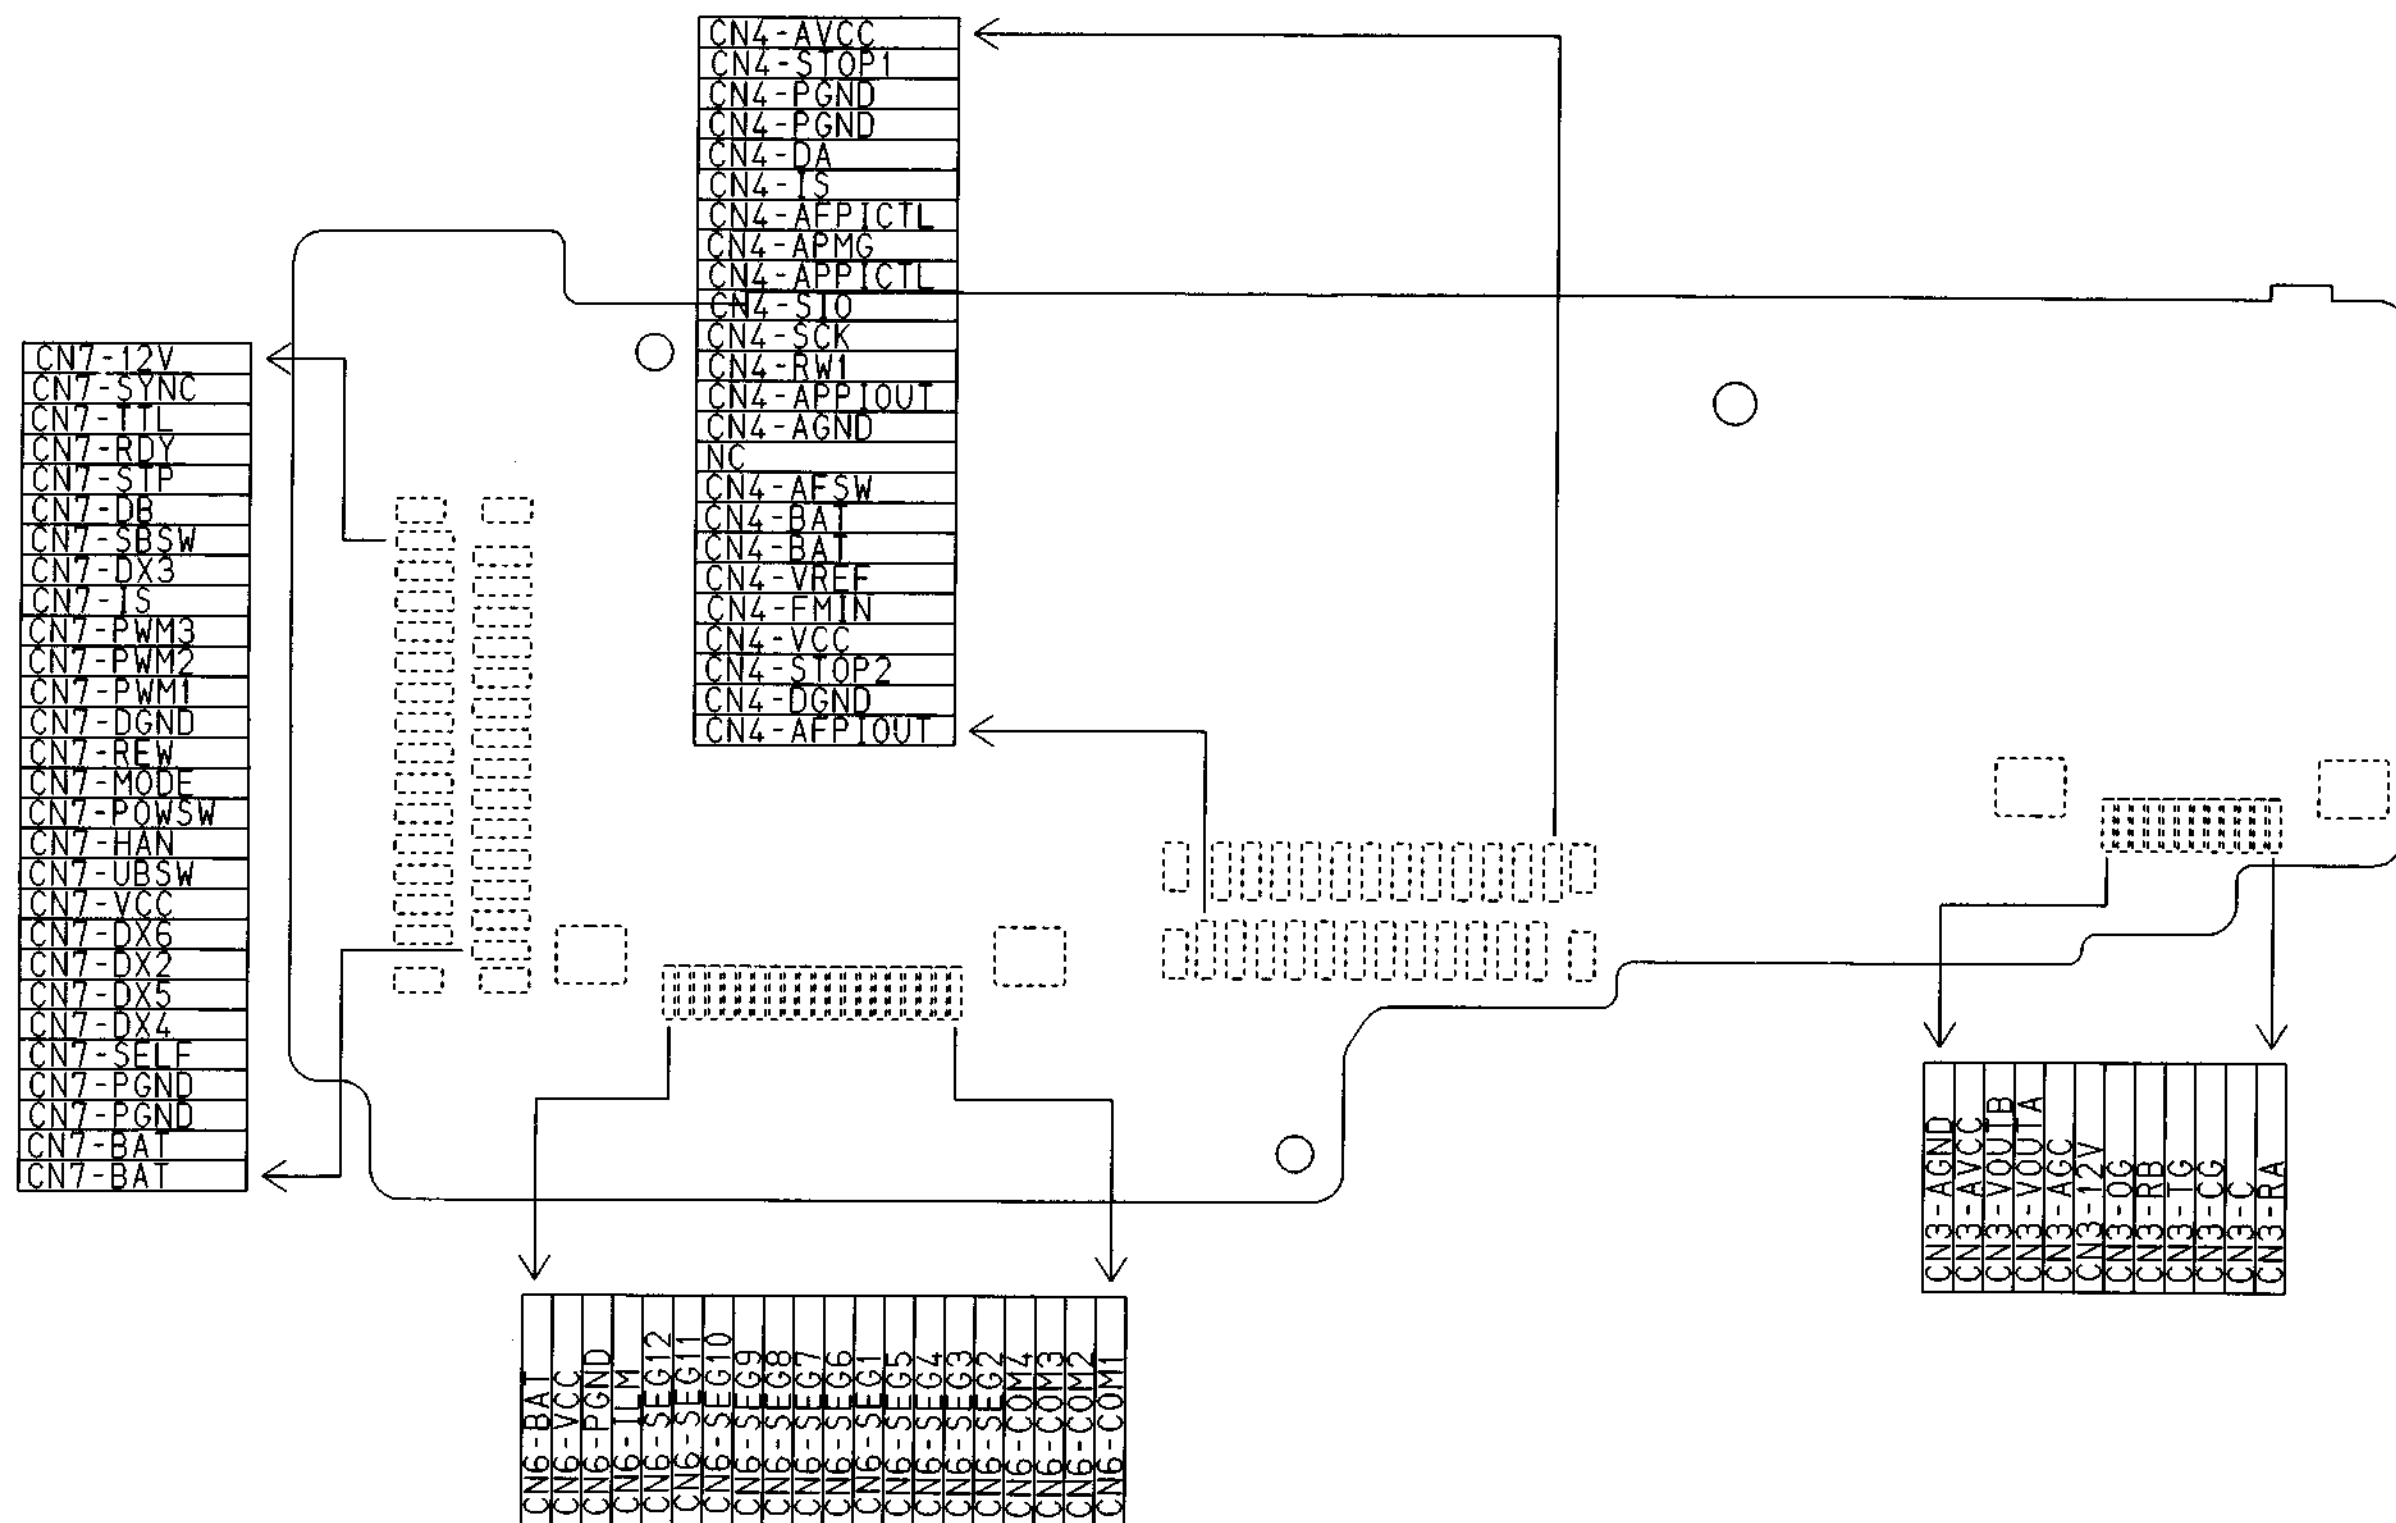 CN4-AVCC
CN4-STOP1
CN4-PGND
CN4-PGND
CN4-DA
CN4-IS
CN4-AFPICTL
CN4-APMG
CN4-APPICTL
CN4-SIO
CN4-SCK
CN4-RW1
CN4-APPIOUT
CN4-AGND
NC
CN4-AFSW
CN4-BAT
CN4-BAT
CN4-VREF
CN4-FMIN
CN4-VCC
CN4-STOP2
CN4-DGND
CN4-AFPIOUT
CN7-12V
CN7-SYNC
CN7-TTL
CN7-RDY
CN7-STP
CN7-DB
CN7-SBSW
CN7-DX3
CN7-IS
CN7-PWM3
CN7-PWM2
CN7-PWM1
CN7-DGND
CN7-REW
CN7-MODE
CN7-POWSW
CN7-HAN
CN7-UBSW
CN7-VCC
CN7-DX6
CN7-DX2
CN7-DX5
CN7-DX4
CN7-SELF
CN7-PGND
CN7-PGND
CN7-BAT
CN7-BAT
CN6-BAT
CN6-VCC
CN6-PGND
CN6-ILM
CN6-SEG12
CN6-SEG11
CN6-SEG10
CN6-SEG9
CN6-SEG8
CN6-SEG7
CN6-SEG6
CN6-SEG1
CN6-SEG5
CN6-SEG4
CN6-SEG3
CN6-SEG2
CN6-COM4
CN6-COM3
CN6-COM2
CN6-COM1
CN3-AGND
CN3-AVCC
CN3-VOUTB
CN3-VOUTA
CN3-AGC
CN3-12V
CN3-OG
CN3-RB
CN3-TG
CN3-CG
CN3-C
CN3-RA